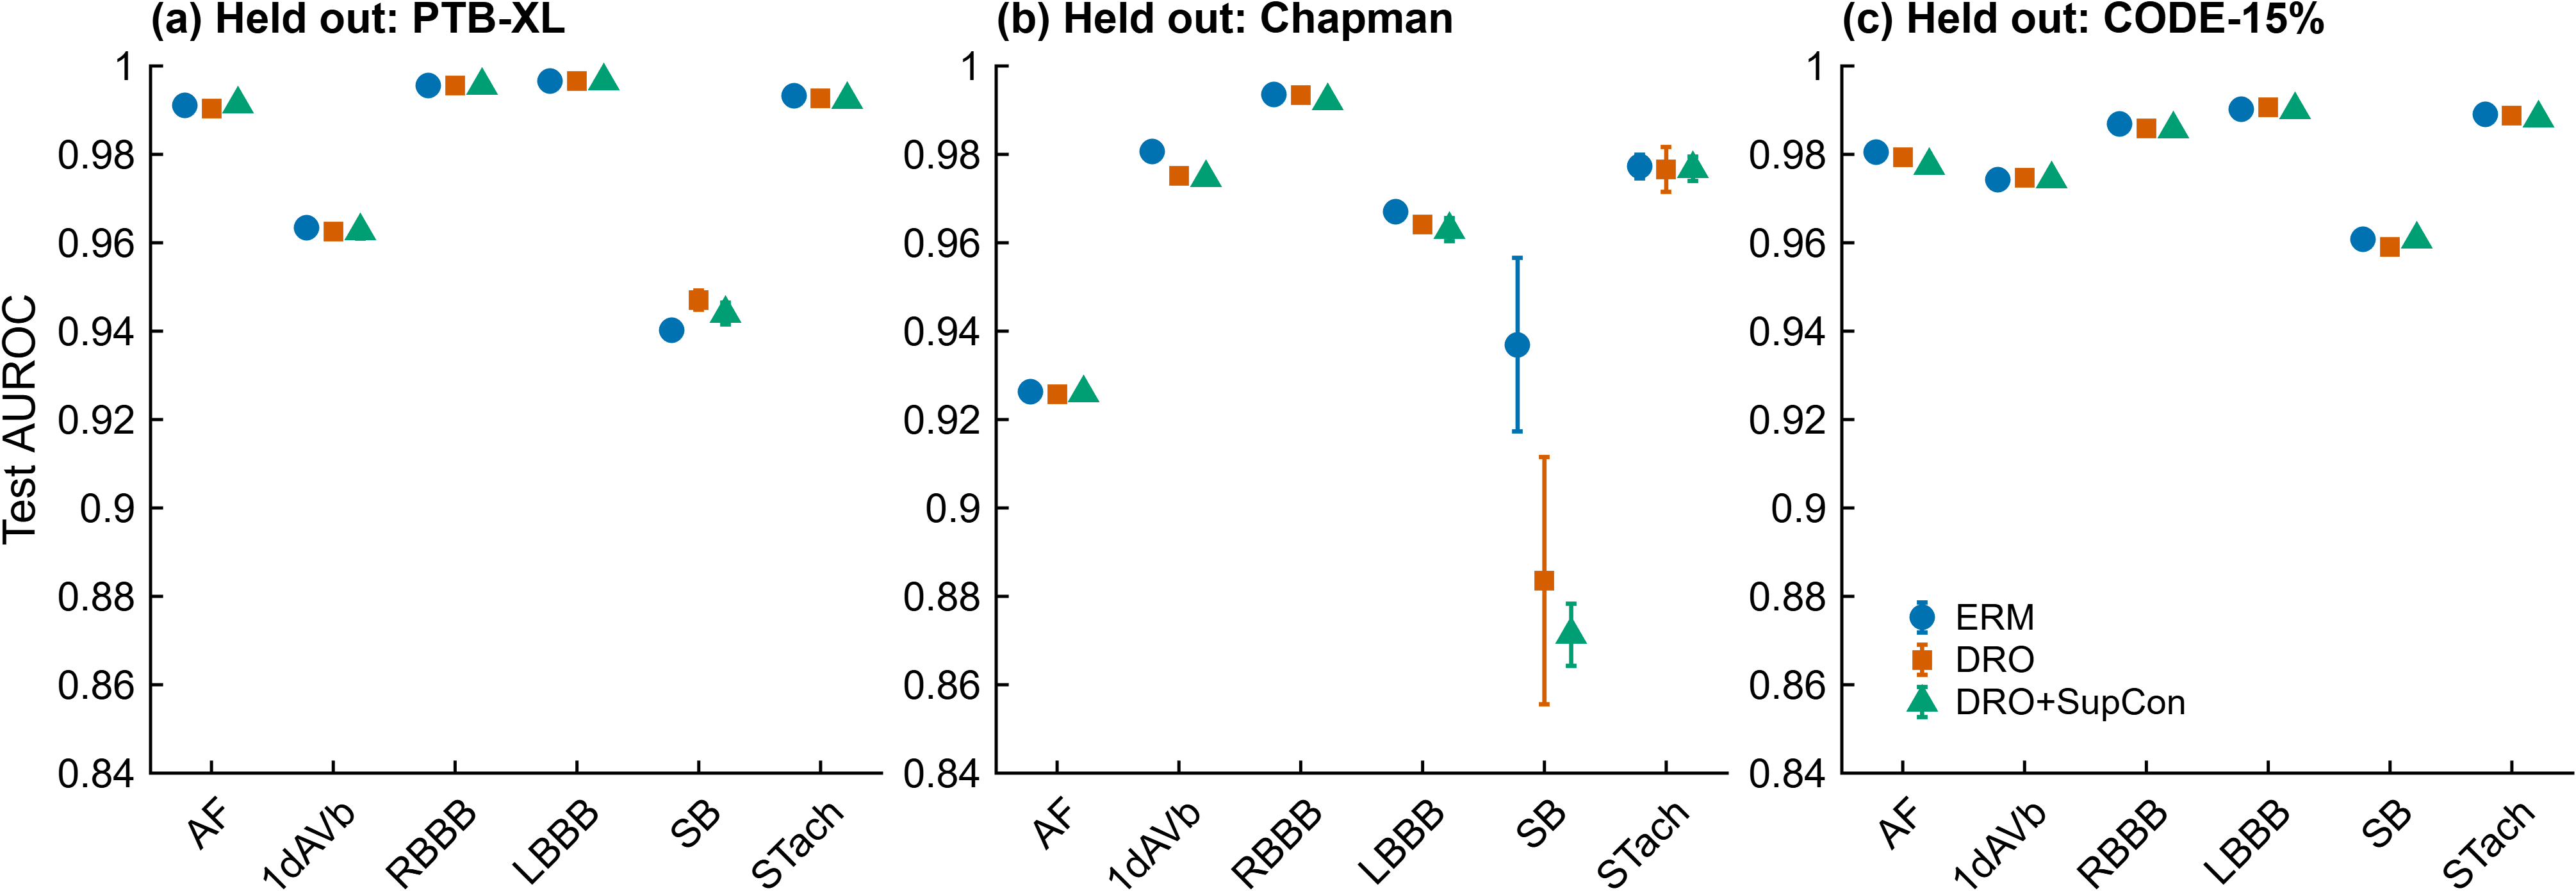 (a) Held out: PTB-XL
(b) Held out: Chapman
(c) Held out: CODE-15%
Test AUROC
1
0.98
0.96
0.94
0.92
0.9
0.88
0.86
0.84
AF
1dAVb
RBBB
LBBB
SB
STach
1
0.98
0.96
0.94
0.92
0.9
0.88
0.86
0.84
AF
1dAVb
RBBB
LBBB
SB
STach
1
0.98
0.96
0.94
0.92
0.9
0.88
0.86
0.84
AF
1dAVb
RBBB
LBBB
SB
STach
ERM
DRO
DRO+SupCon